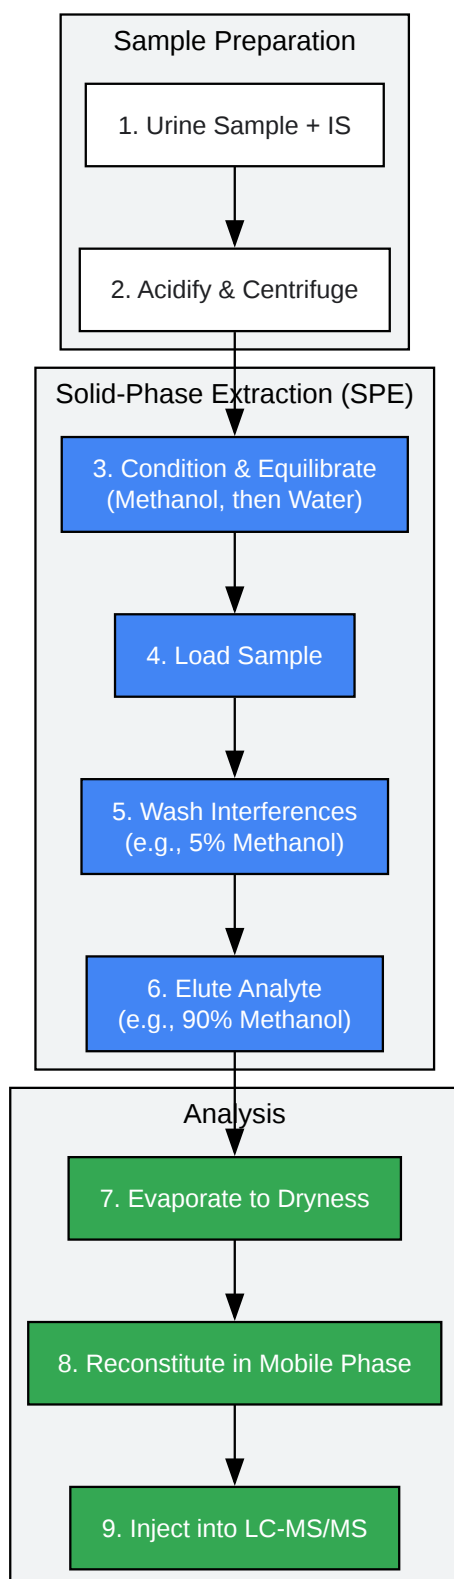 Sample Preparation
1. Urine Sample + IS
2. Acidify & Centrifuge
Solid-Phase Extraction (SPE)
3. Condition & Equilibrate
(Methanol, then Water)
4. Load Sample
5. Wash Interferences
(e.g., 5% Methanol)
6. Elute Analyte
(e.g., 90% Methanol)
Analysis
7. Evaporate to Dryness
8. Reconstitute in Mobile Phase
9. Inject into LC-MS/MS